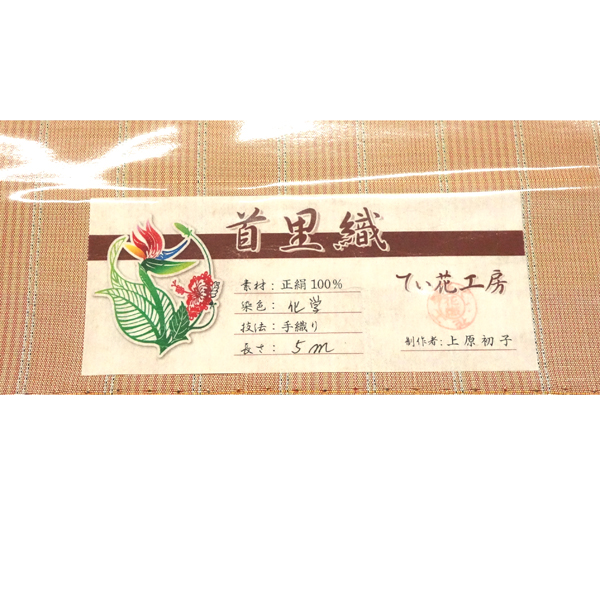 首里織
素材：正絹100%
染色：化学
技法：手織り
長さ：5m
てぃ花工房
制作者：上原初子